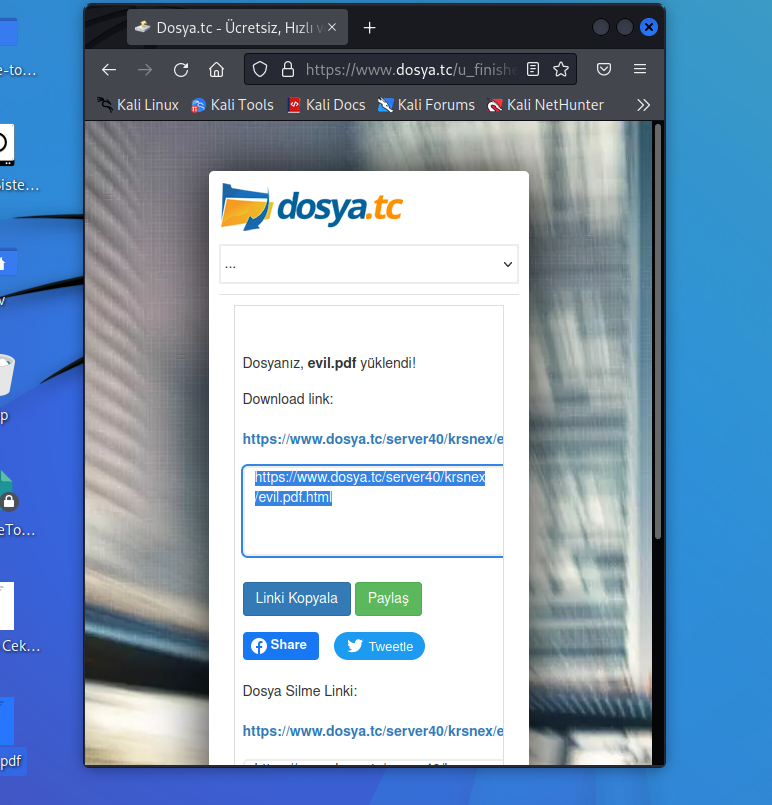 Dosya.tc - Ücretsiz, Hızlı v
https://www.dosya.tc/u_finishe
Kali Linux
Kali Tools
Kali Docs
Kali Forums
Kali NetHunter
e-to...
Siste...
v
p
eTo...
Cek...
pdf
dosya.tc
...
Dosyanız, evil.pdf yüklendi!
Download link:
https://www.dosya.tc/server40/krsnex/e
https://www.dosya.tc/server40/krsnex
/evil.pdf.html
Linki Kopyala
Paylaş
Share
Tweetle
Dosya Silme Linki:
https://www.dosya.tc/server40/krsnex/e